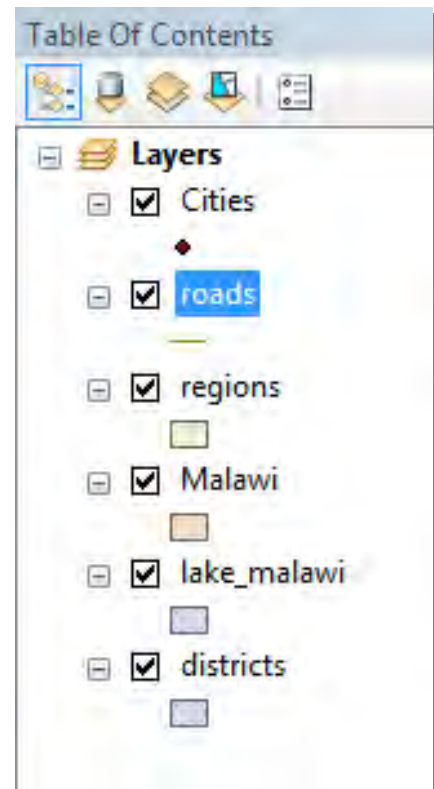 Table Of Contents
Layers
Cities
roads
regions
Malawi
lake_malawi
districts